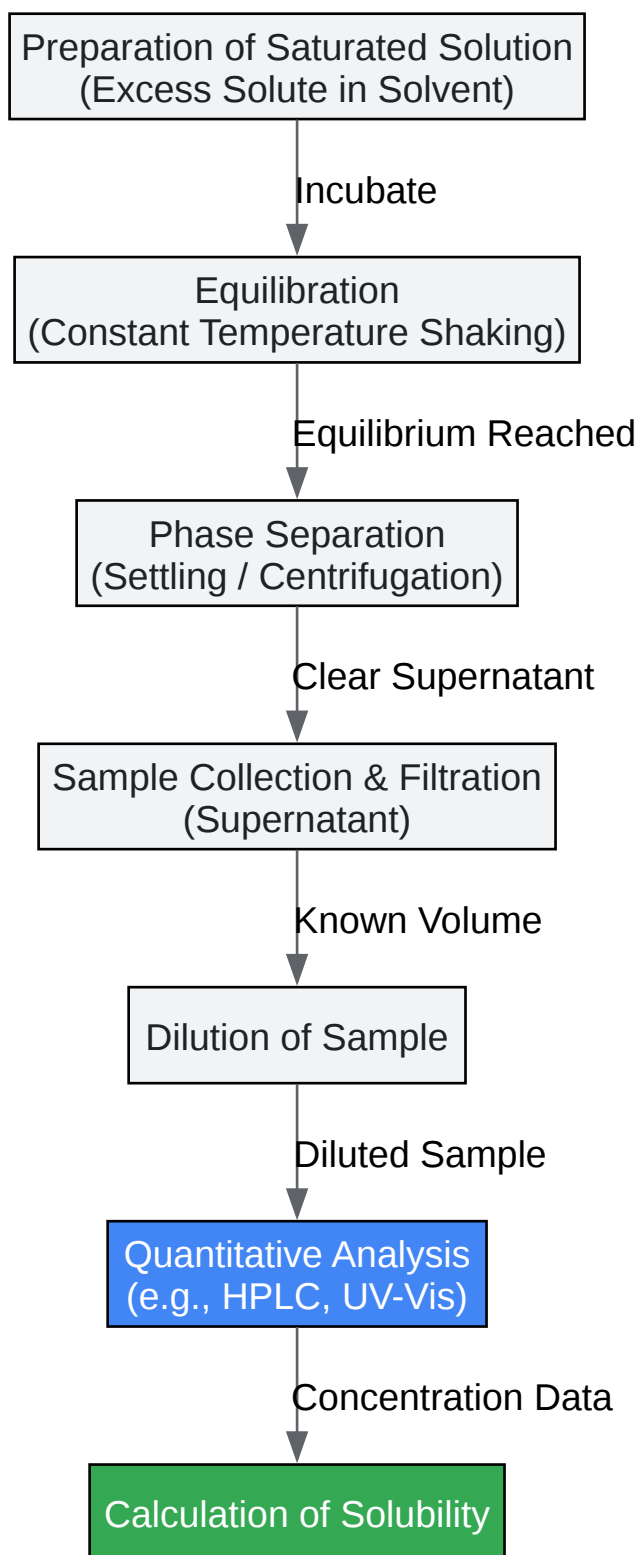 Preparation of Saturated Solution
(Excess Solute in Solvent)
Incubate
Equilibration
(Constant Temperature Shaking)
Equilibrium Reached
Phase Separation
(Settling / Centrifugation)
Clear Supernatant
Sample Collection & Filtration
(Supernatant)
Known Volume
Dilution of Sample
Diluted Sample
Quantitative Analysis
(e.g., HPLC, UV-Vis)
Concentration Data
Calculation of Solubility